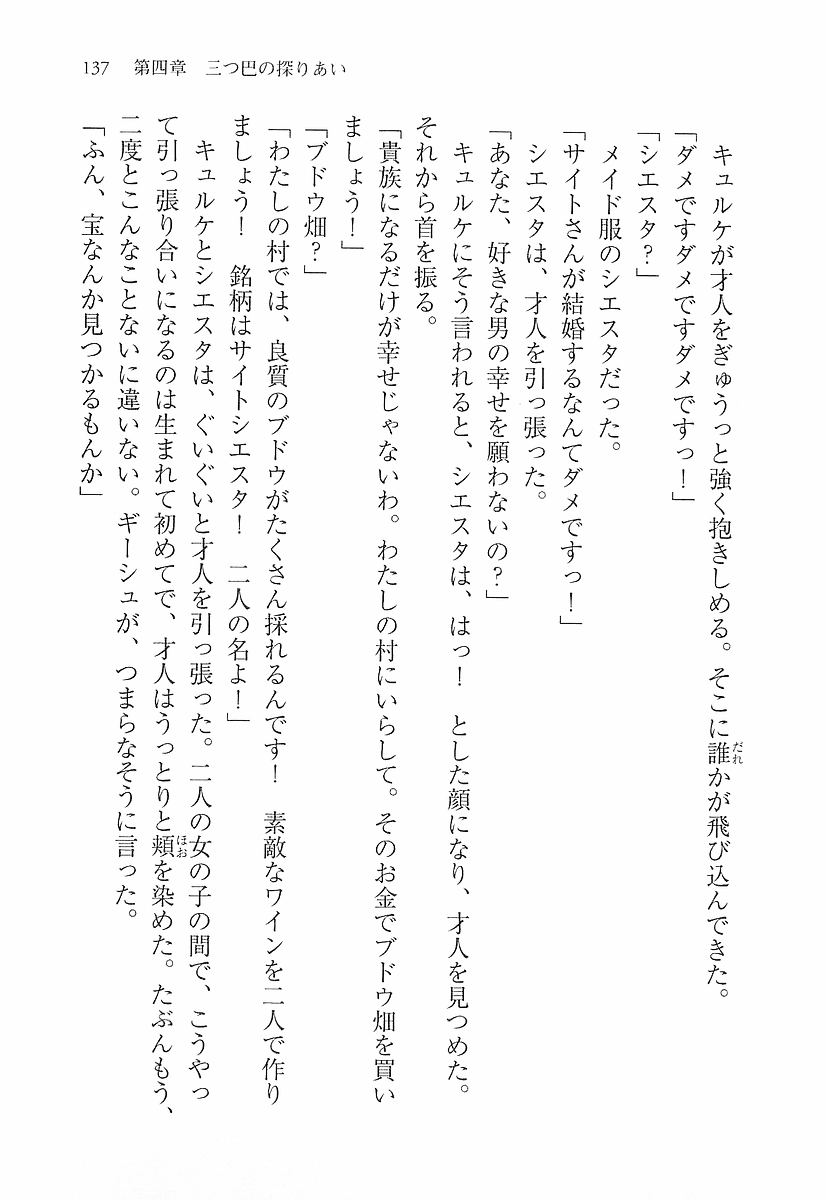 137　第四章　三つ巴の探りあい
　キュルケが才人をぎゅうっと強く抱きしめる。そこに誰かが飛び込んできた。
「ダメですダメですダメですっ！」
「シエスタ？」
　メイド服のシエスタだった。
「サイトさんが結婚するなんてダメですっ！」
　シエスタは、才人を引っ張った。
「あなた、好きな男の幸せを願わないの？」
　キュルケにそう言われると、シエスタは、はっ！　とした顔になり、才人を見つめた。
それから首を振る。
「貴族になるだけが幸せじゃないわ。わたしの村にいらして。そのお金でブドウ畑を買い
ましょう！」
「ブドウ畑？」
「わたしの村では、良質のブドウがたくさん採れるんです！　素敵なワインを二人で作り
ましょう！　銘柄はサイトシエスタ！　二人の名よ！」
　キュルケとシエスタは、ぐいぐいと才人を引っ張った。二人の女の子の間で、こうやっ
て引っ張り合いになるのは生まれて初めてで、才人はうっとりと頬を染めた。たぶんもう、
二度とこんなことないに違いない。ギーシュが、つまらなそうに言った。
「ふん、宝なんか見つかるもんか」